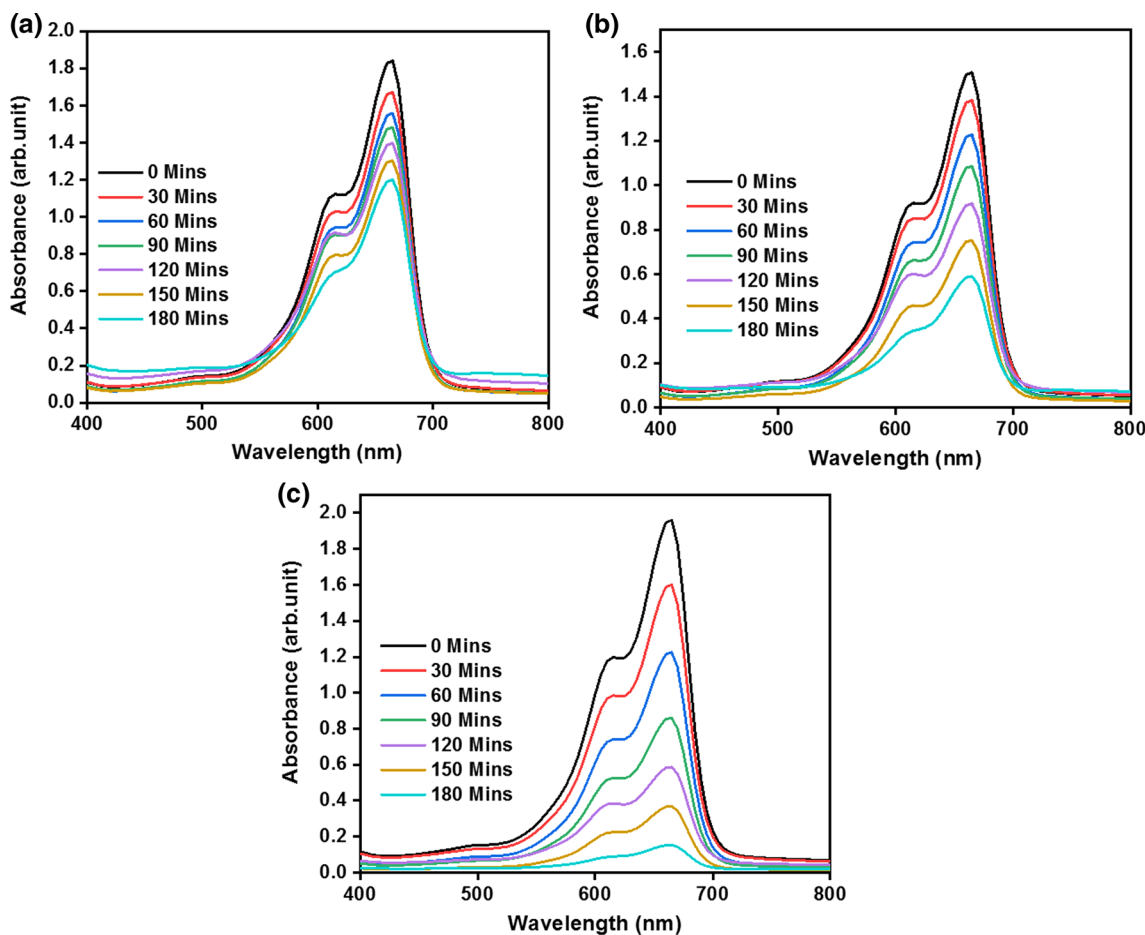 (a)
2.0
1.8
1.6
1.4
1.2
1.0
0.8
0.6
0.4
0.2
0.0
Absorbance (arb.unit)
0 Mins
30 Mins
60 Mins
90 Mins
120 Mins
150 Mins
180 Mins
400 500 600 700 800
Wavelength (nm)
(b)
1.6
1.4
1.2
1.0
0.8
0.6
0.4
0.2
0.0
Absorbance (arb.unit)
0 Mins
30 Mins
60 Mins
90 Mins
120 Mins
150 Mins
180 Mins
400 500 600 700 800
Wavelength (nm)
(c)
2.0
1.8
1.6
1.4
1.2
1.0
0.8
0.6
0.4
0.2
0.0
Absorbance (arb.unit)
0 Mins
30 Mins
60 Mins
90 Mins
120 Mins
150 Mins
180 Mins
400 500 600 700 800
Wavelength (nm)